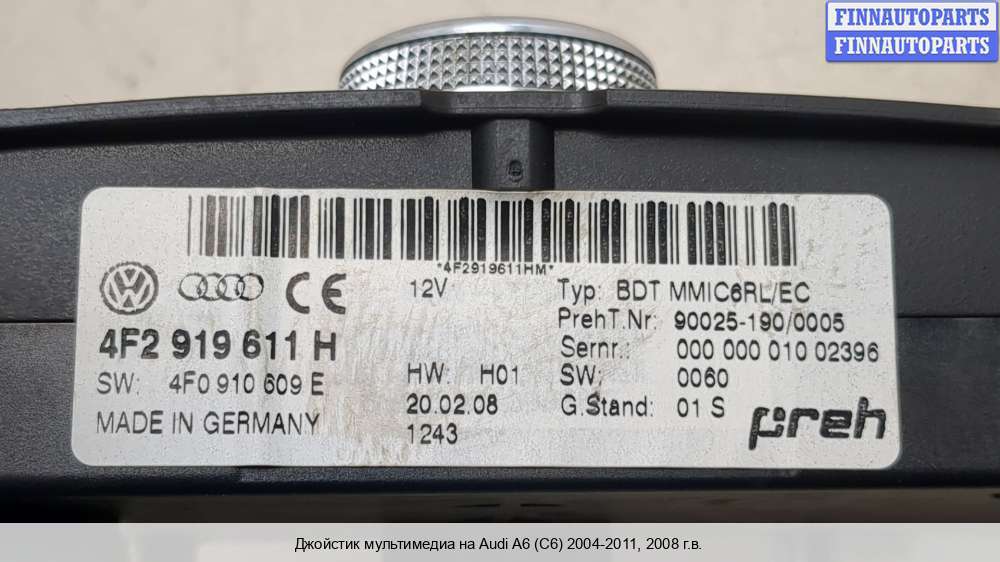 FINNAUTOPARTS
FINNAUTOPARTS
*4F2919611HM*
CE 12V Typ: BDT MMIC6RL/EC
PrehT.Nr: 90025-190/0005
4F2 919 611 H Sernr.: 000 000 010 02396
SW: 4F0 910 609 E HW: H01 SW: 0060
20.02.08 G.Stand: 01 S
MADE IN GERMANY 1243 preh
Джойстик мультимедиа на Audi A6 (C6) 2004-2011, 2008 г.в.